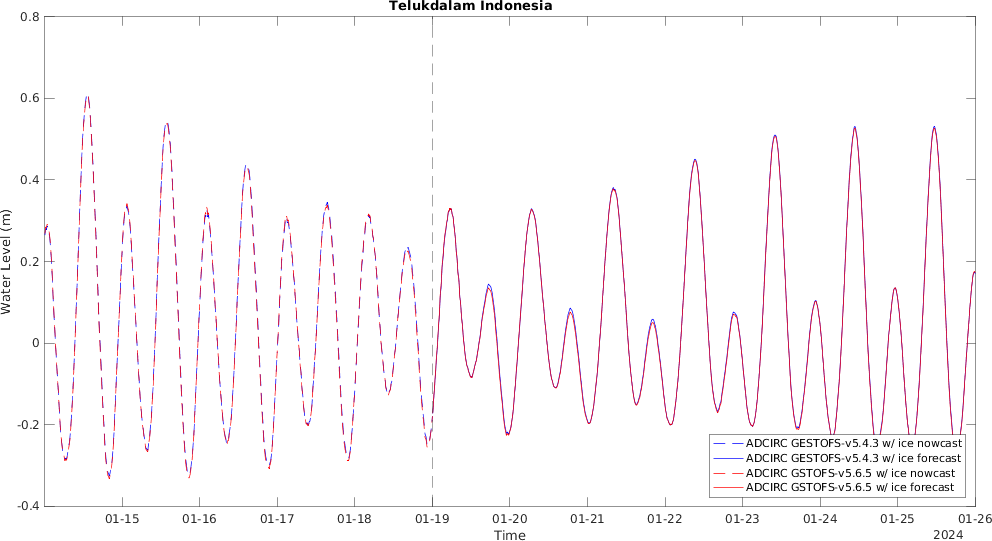 Telukdalam Indonesia
Water Level (m)
0.8
0.6
0.4
0.2
0
-0.2
-0.4
01-15 01-16 01-17 01-18 01-19 01-20 01-21 01-22 01-23 01-24 01-25 01-26
Time
2024
ADCIRC GESTOFS-v5.4.3 w/ ice nowcast
ADCIRC GESTOFS-v5.4.3 w/ ice forecast
ADCIRC GSTOFS-v5.6.5 w/ ice nowcast
ADCIRC GSTOFS-v5.6.5 w/ ice forecast